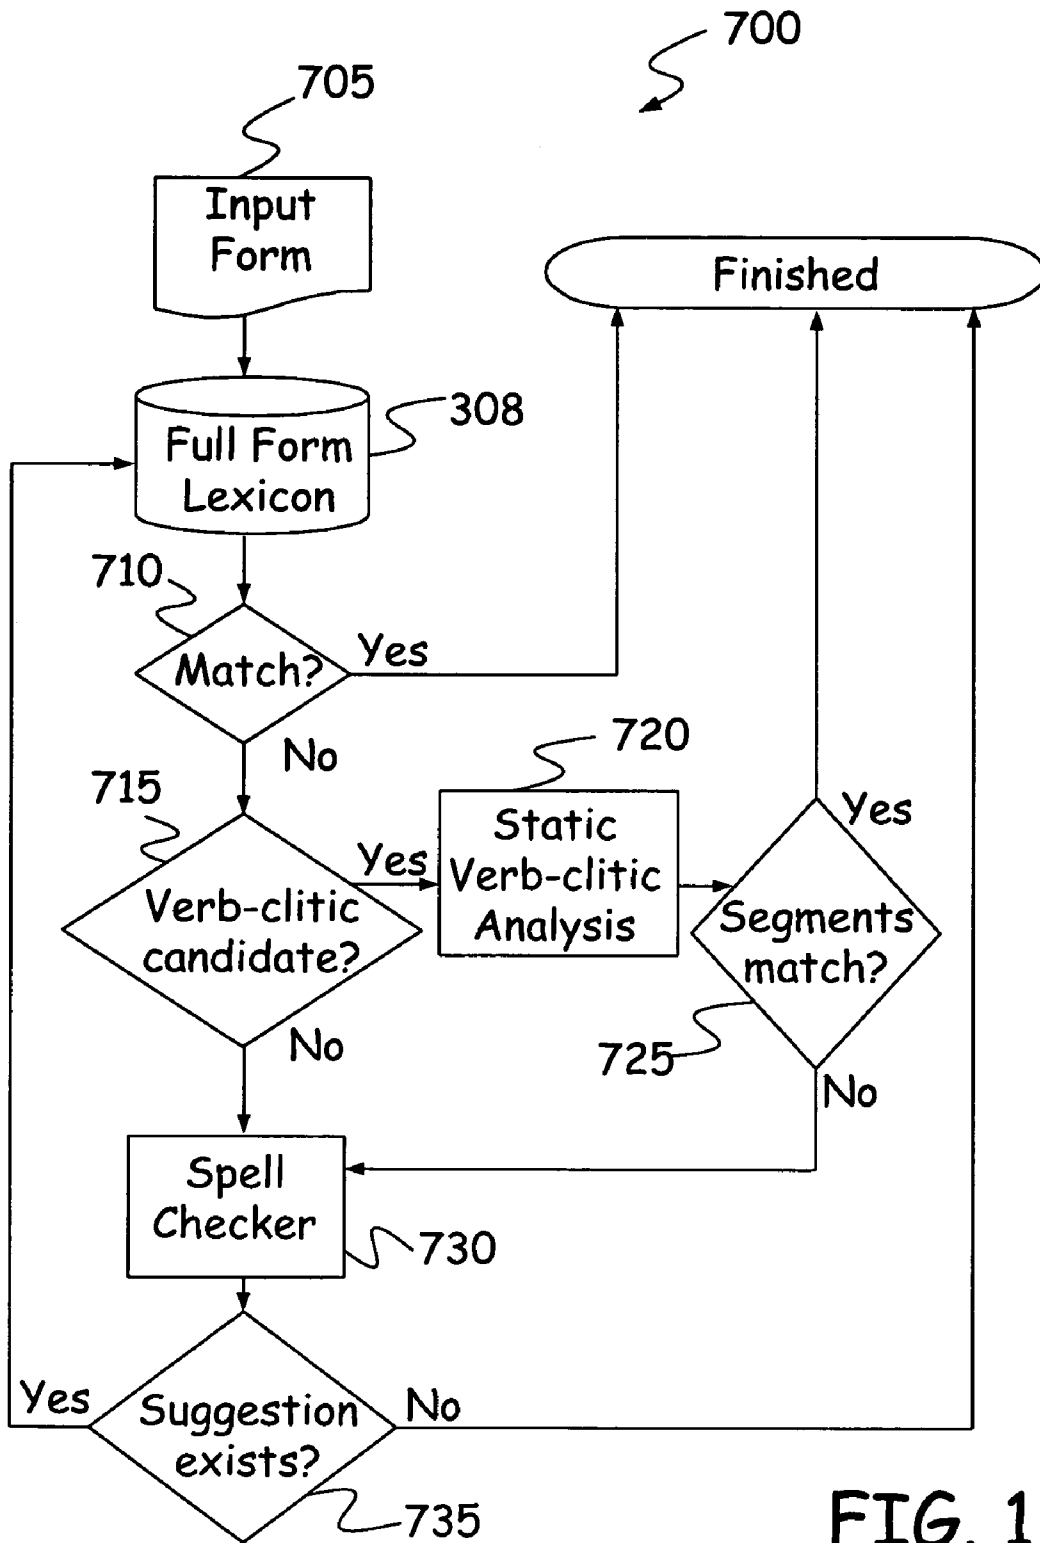 700
705
Input
Form
Finished
308
Full Form
Lexicon
710
Match?
Yes
No
720
715
Static
Verb-clitic
Analysis
Yes
Yes
Verb-clitic
candidate?
Segments
match?
No
725
No
Spell
Checker
730
Yes
Suggestion
exists?
No
735
FIG. 1